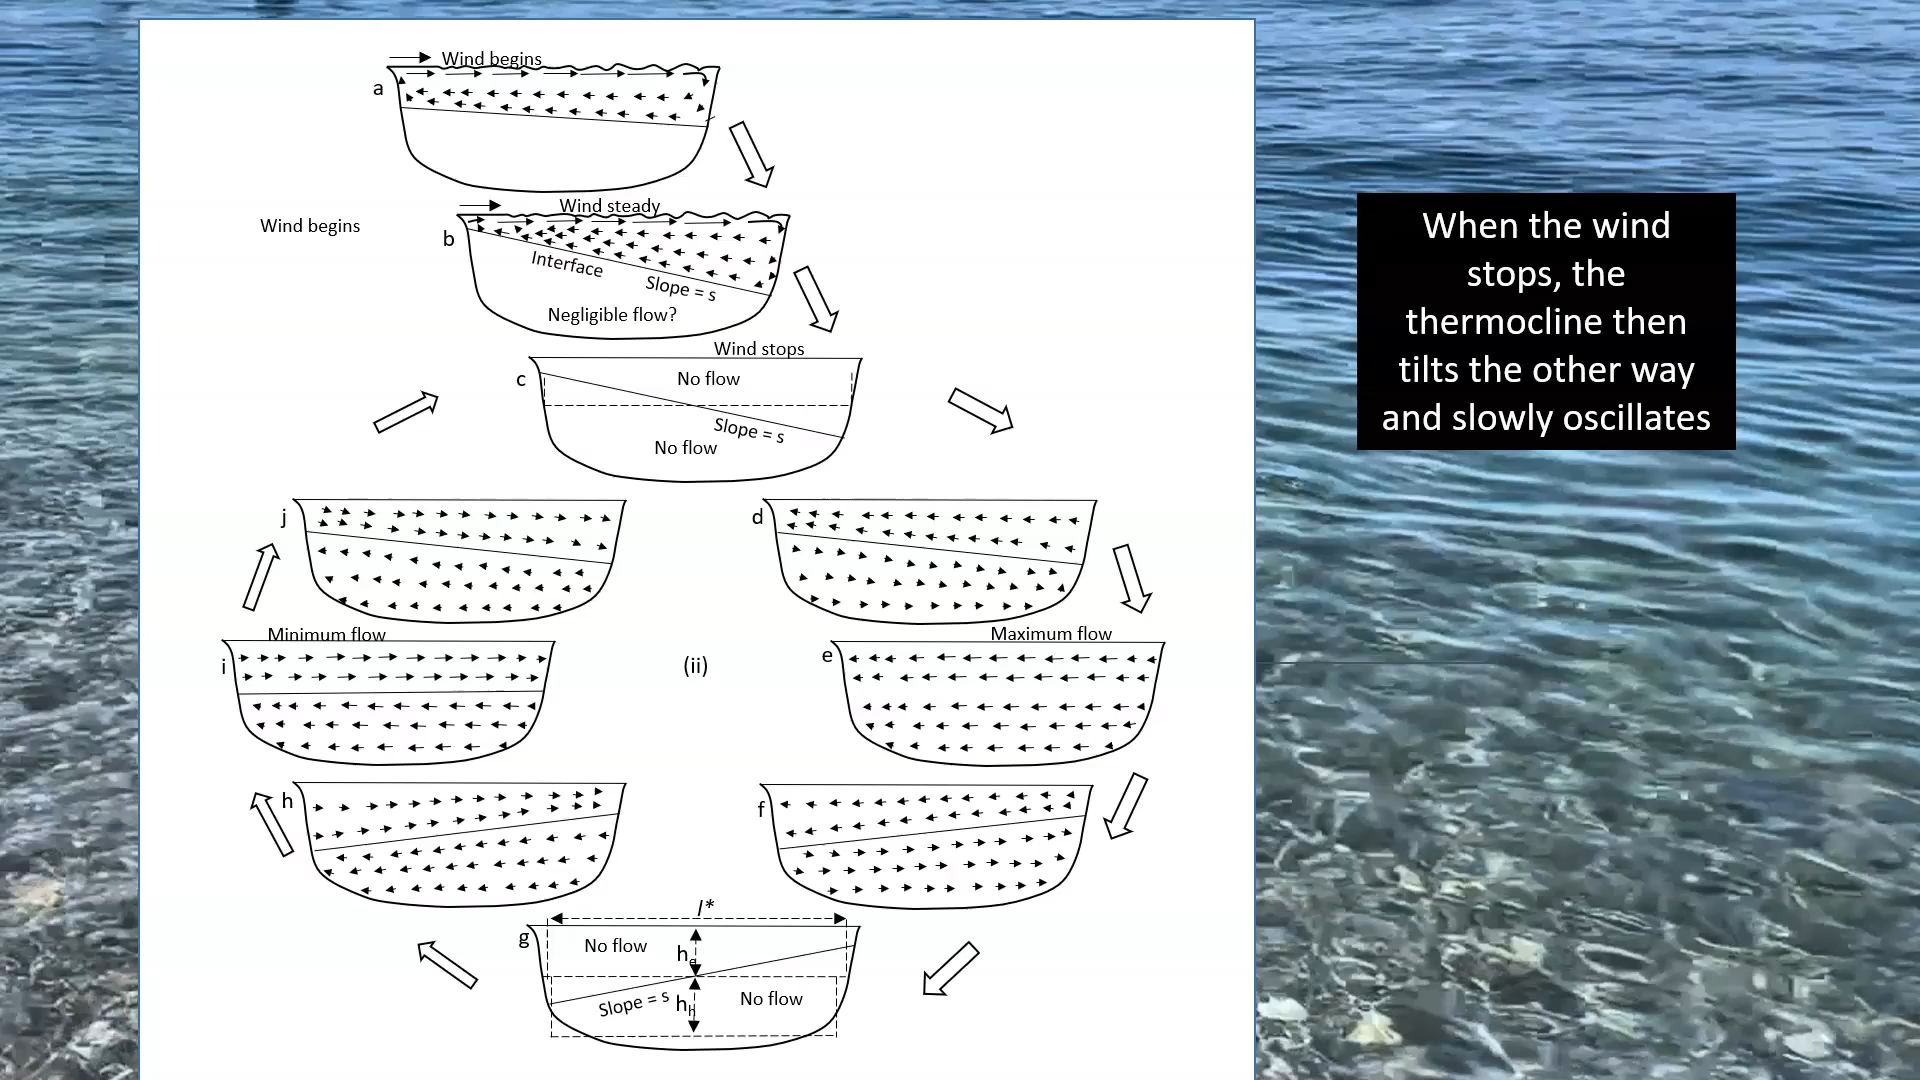 Wind begins
a
Wind steady
Wind begins
b
Interface
Slope = s
Negligible flow?
Wind stops
c
No flow
Slope = s
No flow
j
d
Minimum flow
Maximum flow
i
(ii)
e
h
f
l*
g
No flow
he
Slope = s
hh
No flow
When the wind
stops, the
thermocline then
tilts the other way
and slowly oscillates